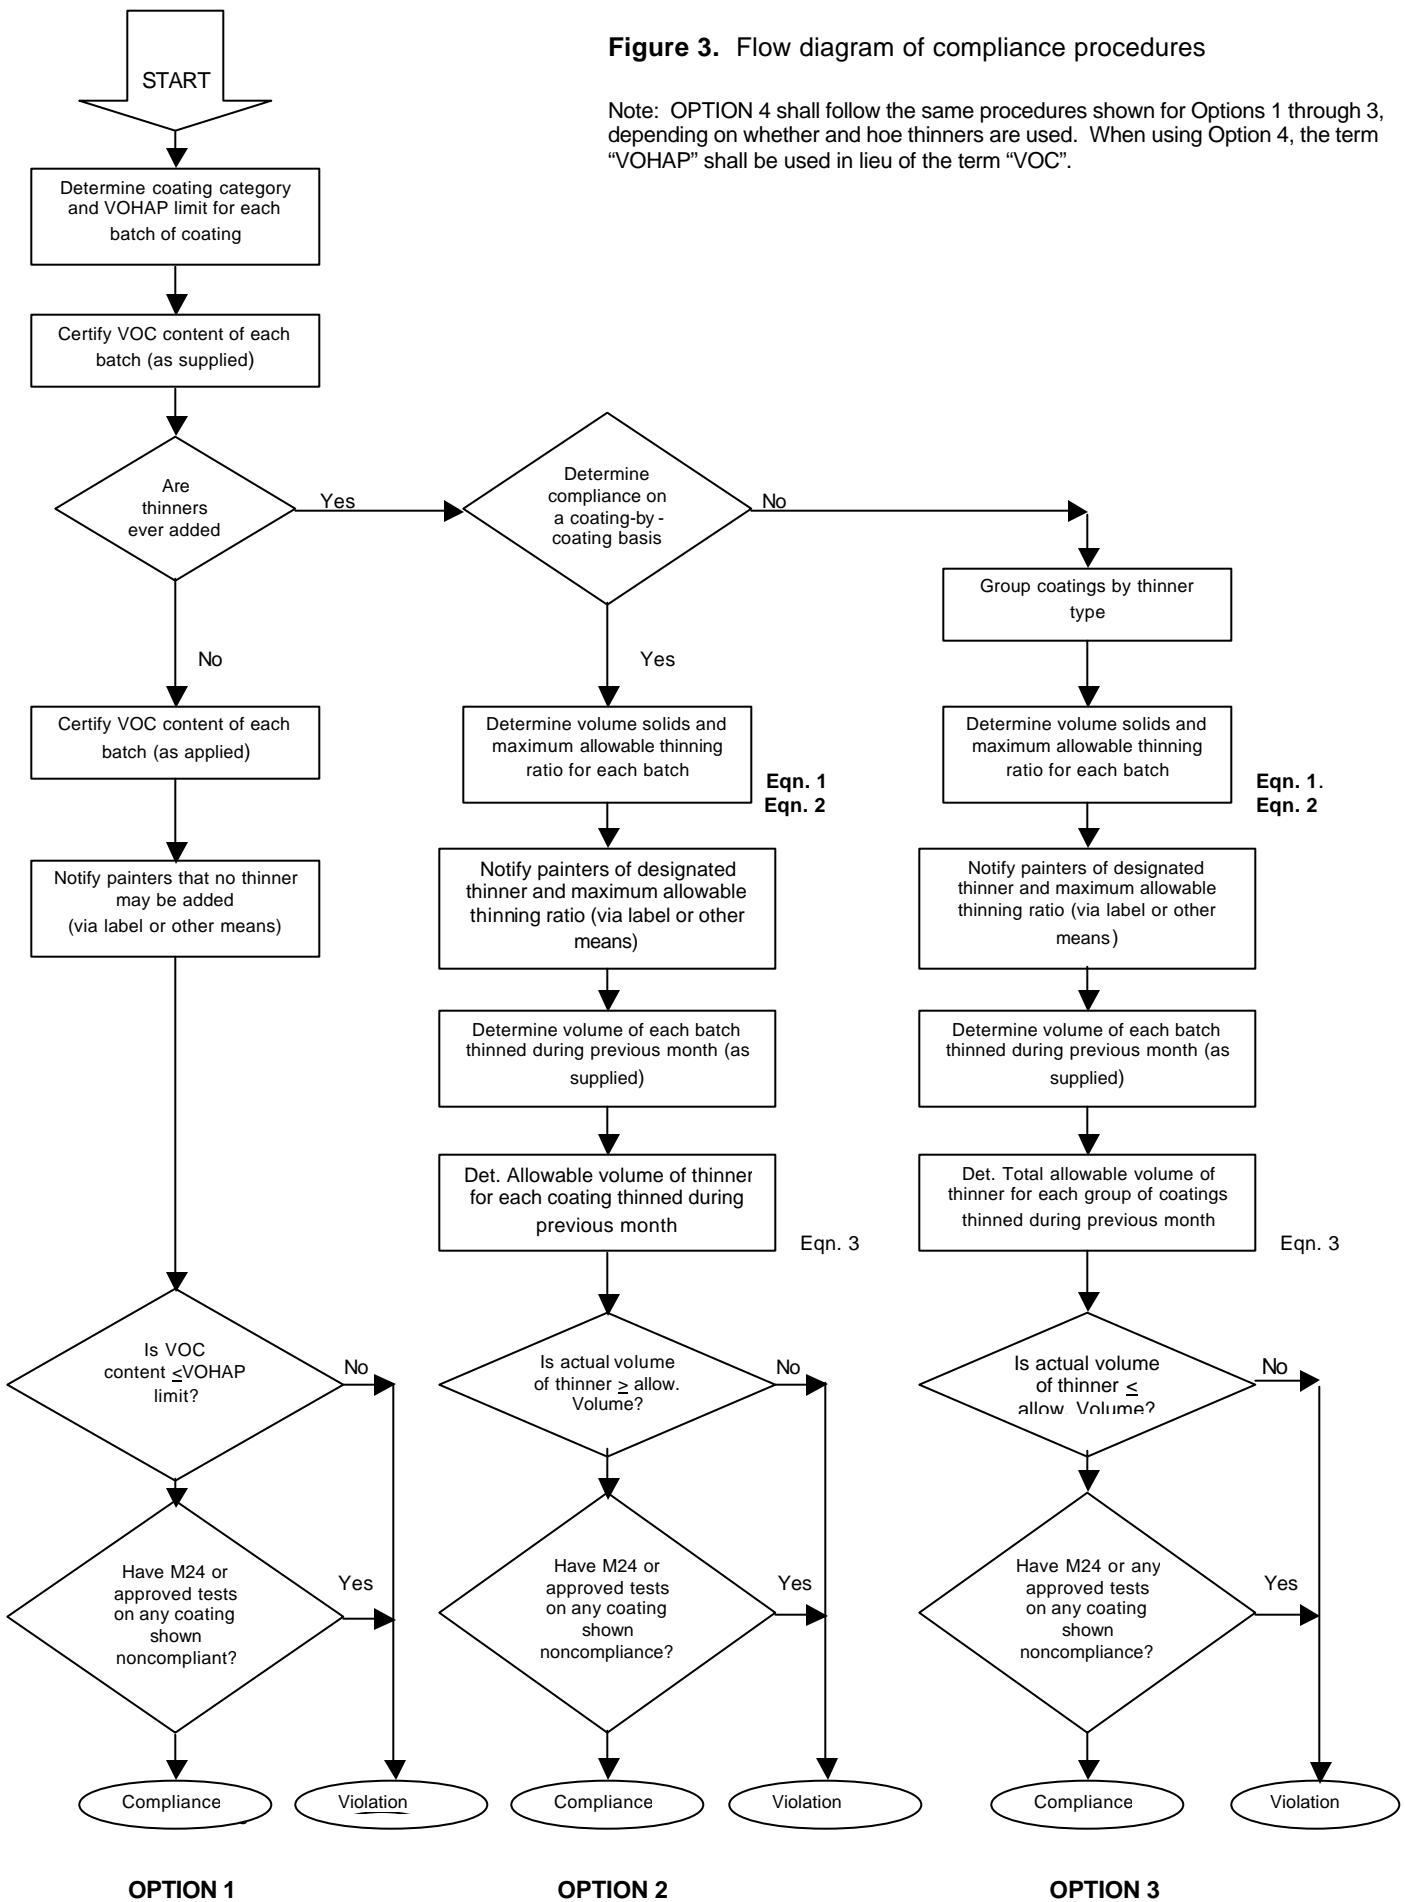 Figure 3. Flow diagram of compliance procedures
Note: OPTION 4 shall follow the same procedures shown for Options 1 through 3,
depending on whether and hoe thinners are used. When using Option 4, the term
“VOHAP” shall be used in lieu of the term “VOC”.
START
Determine coating category
and VOHAP limit for each
batch of coating
Certify VOC content of each
batch (as supplied)
Are
thinners
ever added
Yes
Determine
compliance on
a coating-by -
coating basis
No
Group coatings by thinner
type
No
Yes
Certify VOC content of each
batch (as applied)
Notify painters that no thinner
may be added
(via label or other means)
Determine volume solids and
maximum allowable thinning
ratio for each batch
Eqn. 1
Eqn. 2
Determine volume solids and
maximum allowable thinning
ratio for each batch
Eqn. 1.
Eqn. 2
Notify painters of designated
thinner and maximum allowable
thinning ratio (via label or other
means)
Notify painters of designated
thinner and maximum allowable
thinning ratio (via label or other
means)
Determine volume of each batch
thinned during previous month (as
supplied)
Determine volume of each batch
thinned during previous month (as
supplied)
Det. Allowable volume of thinner
for each coating thinned during
previous month
Eqn. 3
Det. Total allowable volume of
thinner for each group of coatings
thinned during previous month
Eqn. 3
Is VOC
content ≤VOHAP
limit?
No
Is actual volume
of thinner ≥ allow.
Volume?
No
Is actual volume
of thinner ≤
allow. Volume?
No
Have M24 or
approved tests
on any coating
shown
noncompliant?
Yes
Have M24 or
approved tests
on any coating
shown
noncompliance?
Yes
Have M24 or any
approved tests
on any coating
shown
noncompliance?
Yes
Compliance
Violation
Compliance
Violation
Compliance
Violation
OPTION 1
OPTION 2
OPTION 3